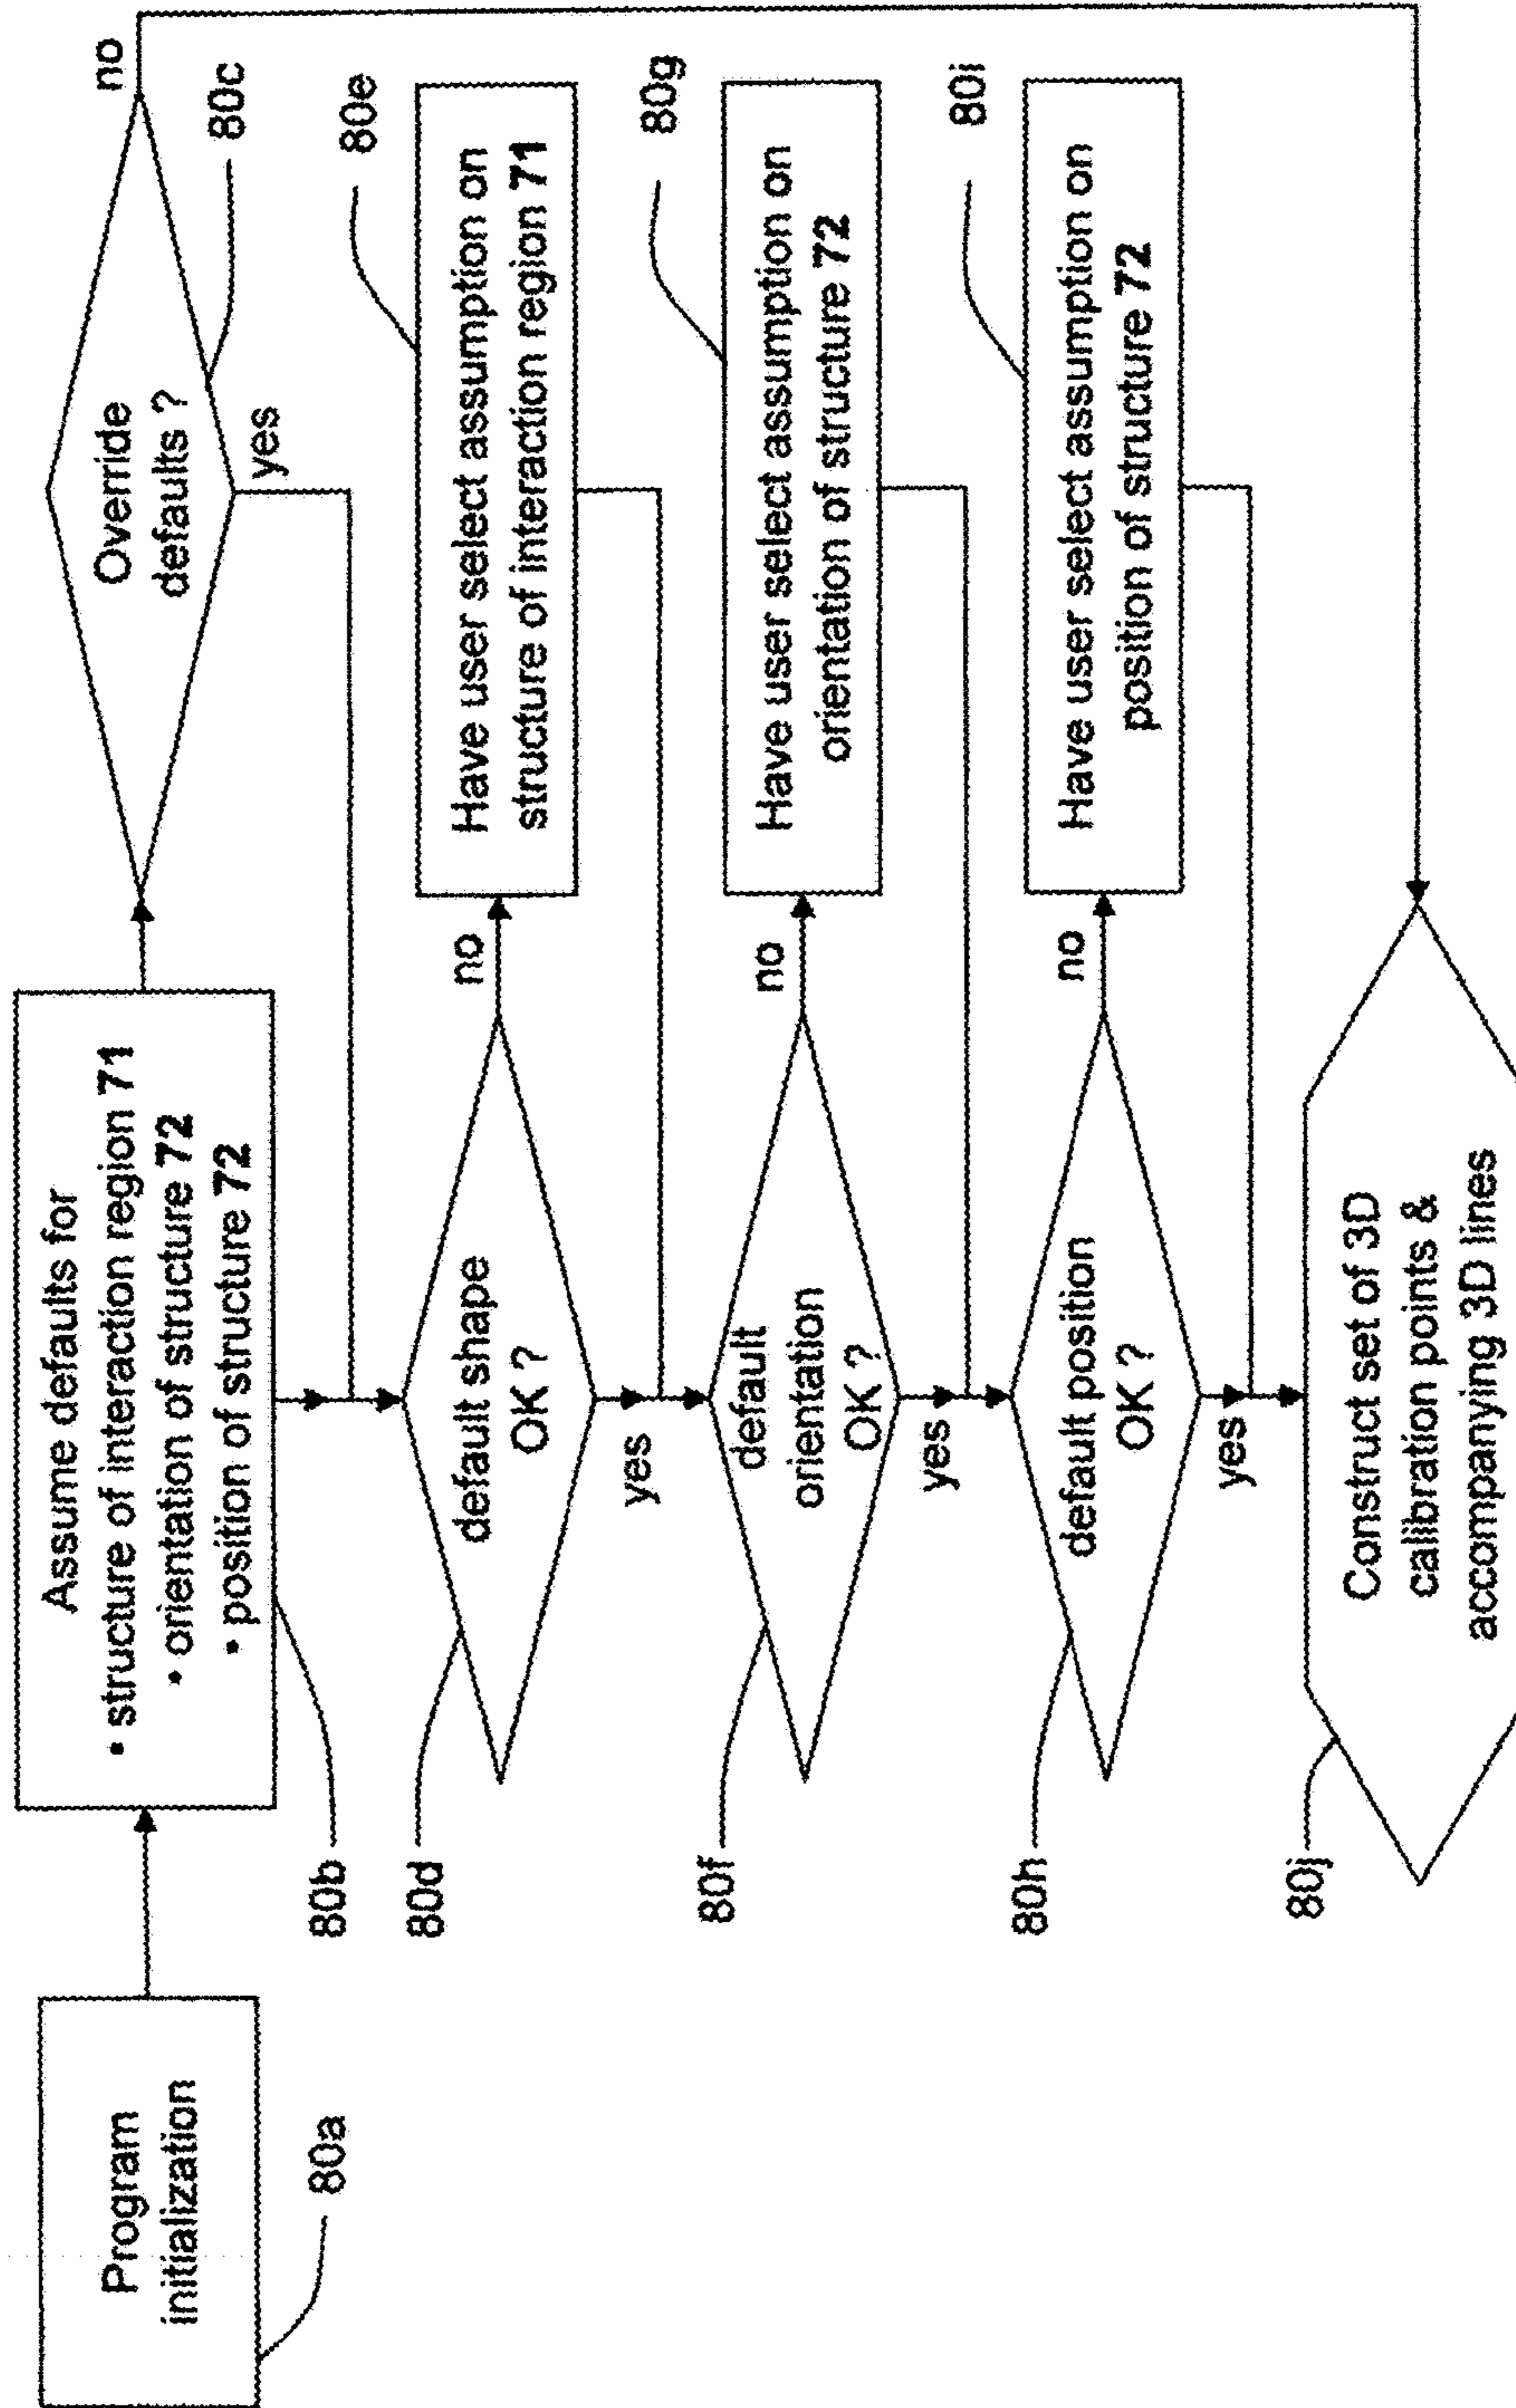 Program
initialization
80a
Assume defaults for
• structure of interaction region 71
• orientation of structure 72
• position of structure 72
80b
Override
defaults ?
no
80c
yes
default shape
OK ?
80d
no
80e
Have user select assumption on
structure of interaction region 71
yes
default
orientation
OK ?
80f
no
80g
Have user select assumption on
orientation of structure 72
yes
default position
OK ?
80h
no
80i
Have user select assumption on
position of structure 72
yes
Construct set of 3D
calibration points &
accompanying 3D lines
80j